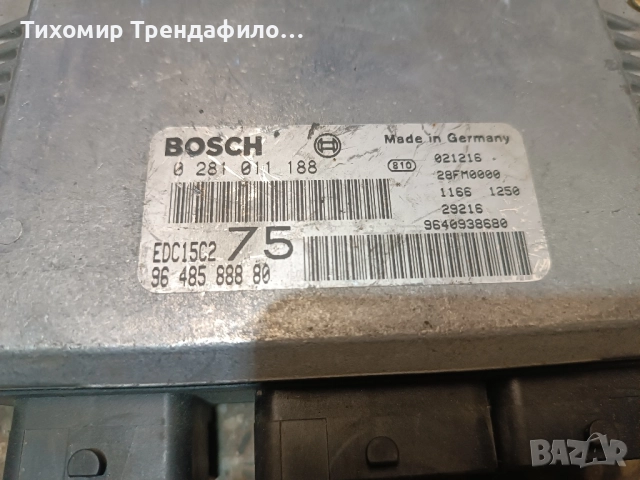 Тихомир Трендафило...
BOSCH
0 281 011 188
EDC15C2 75
96 485 888 80
Made in Germany
810 021216 -
28FM0000
1166 1250
29216
9640938680
BAZAR